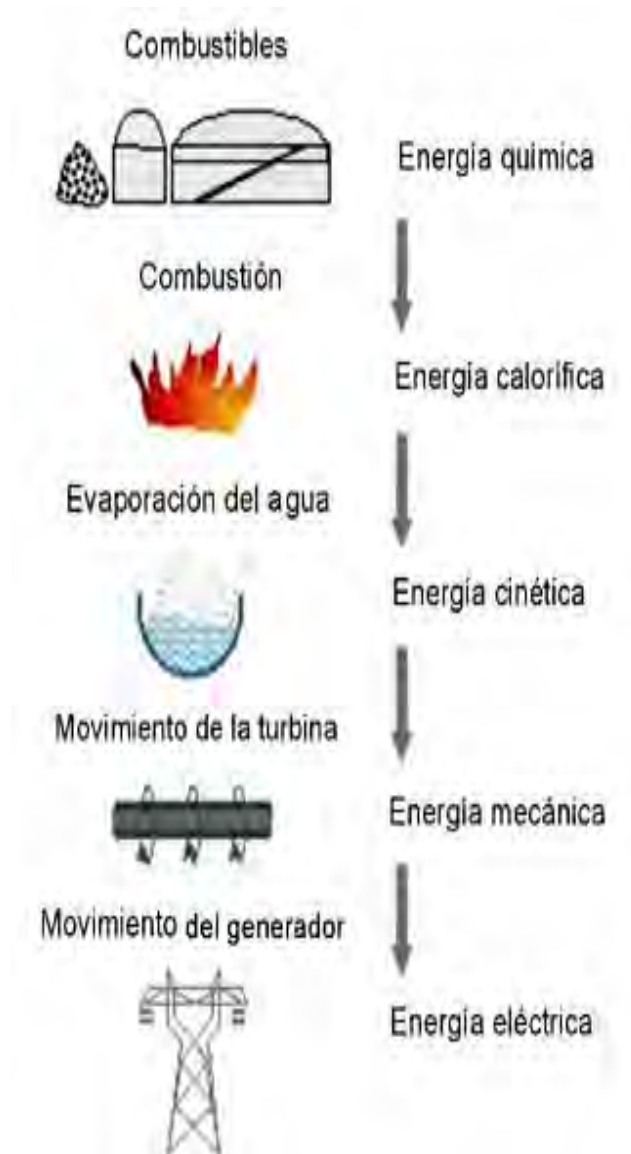 Combustibles
Energía química
Combustión
Energía calorífica
Evaporación del agua
Energía cinética
Movimiento de la turbina
Energía mecánica
Movimiento del generador
Energía eléctrica